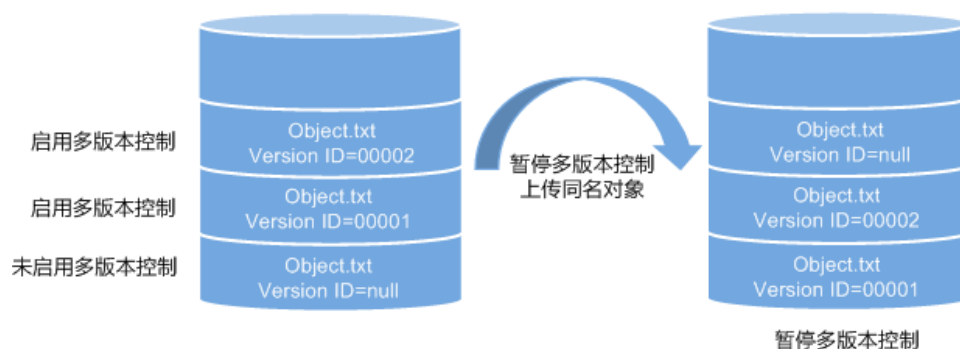 启用多版本控制
Object.txt
Version ID=00002
启用多版本控制
Object.txt
Version ID=00001
未启用多版本控制
Object.txt
Version ID=null
暂停多版本控制
上传同名对象
Object.txt
Version ID=null
Object.txt
Version ID=00002
Object.txt
Version ID=00001
暂停多版本控制